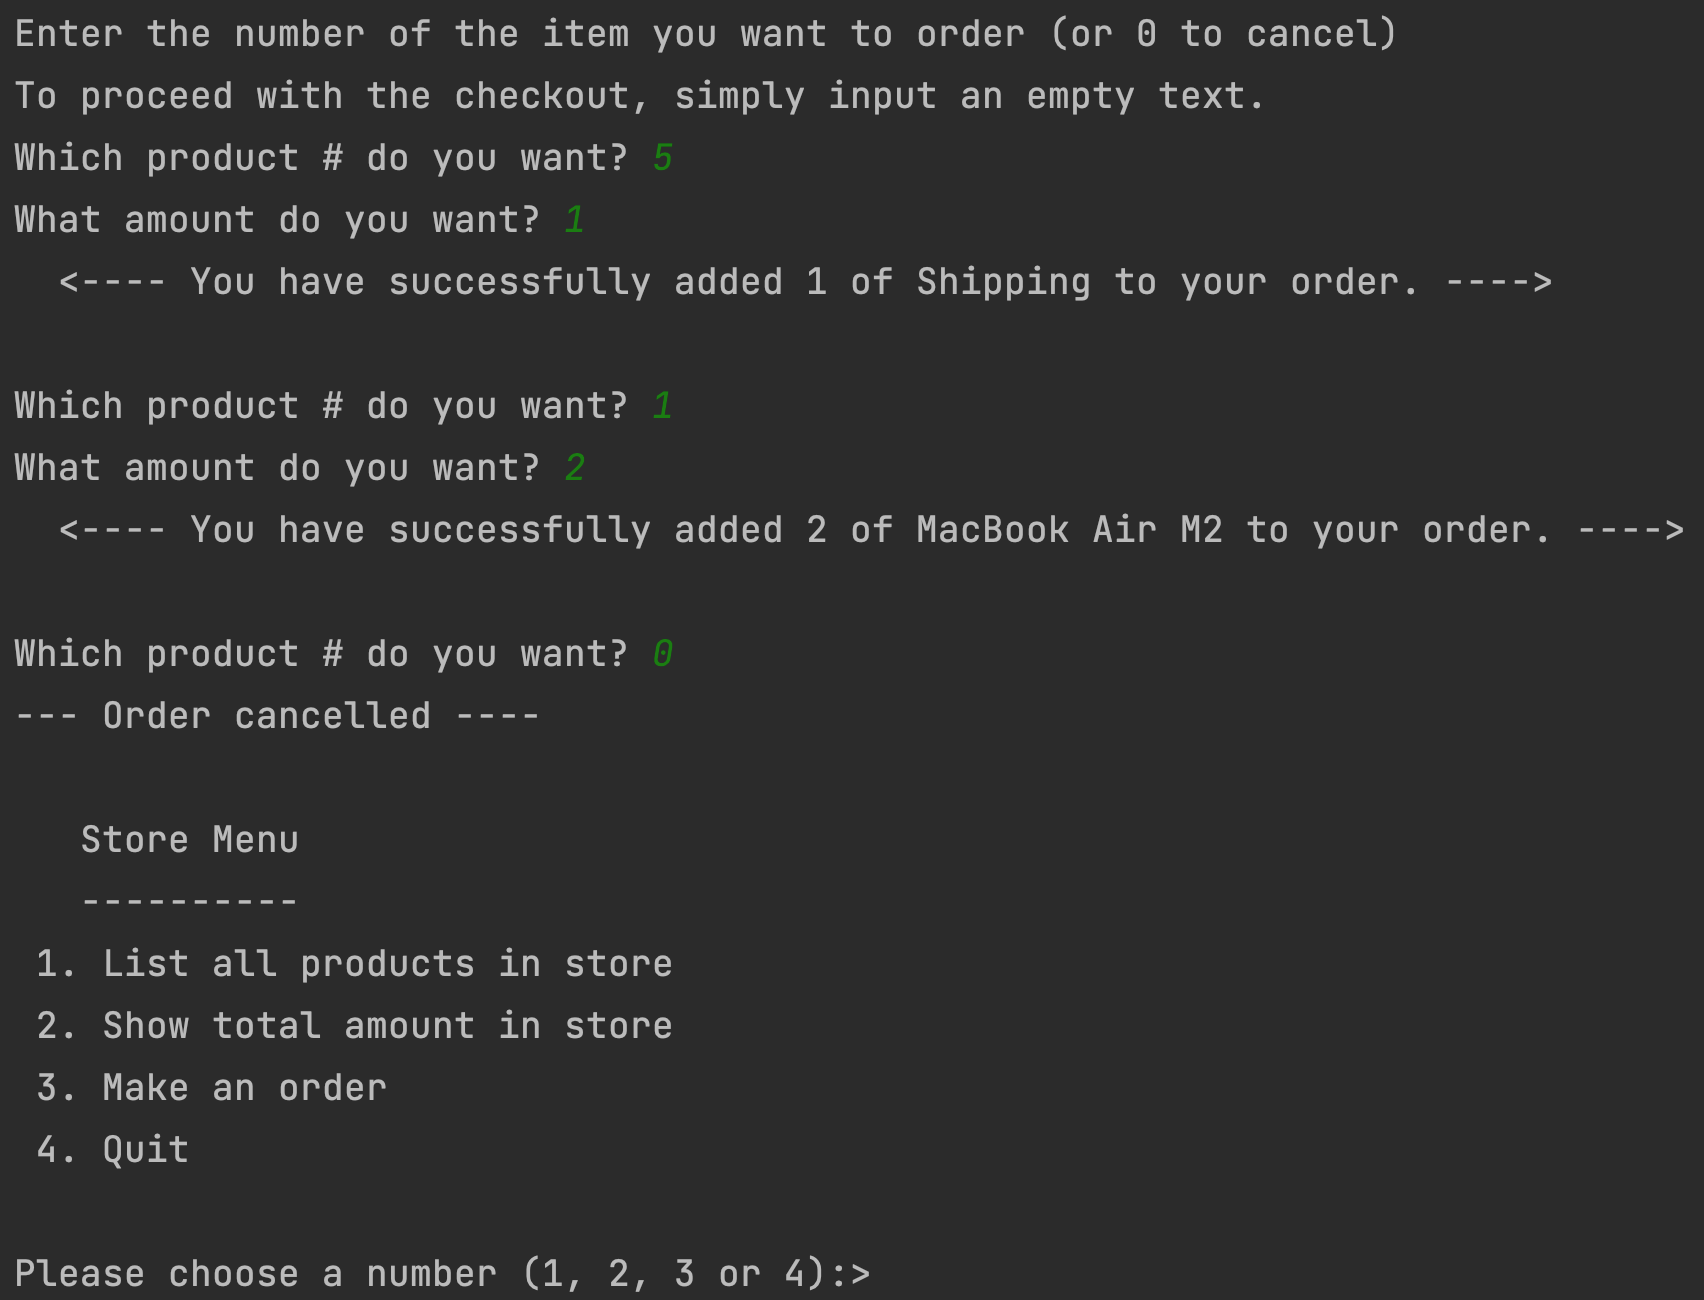 Enter the number of the item you want to order (or 0 to cancel)
To proceed with the checkout, simply input an empty text.
Which product # do you want? 5
What amount do you want? 1
  <---- You have successfully added 1 of Shipping to your order. ---->

Which product # do you want? 1
What amount do you want? 2
  <---- You have successfully added 2 of MacBook Air M2 to your order. ---->

Which product # do you want? 0
--- Order cancelled ----

   Store Menu
   ----------
 1. List all products in store
 2. Show total amount in store
 3. Make an order
 4. Quit

Please choose a number (1, 2, 3 or 4):>